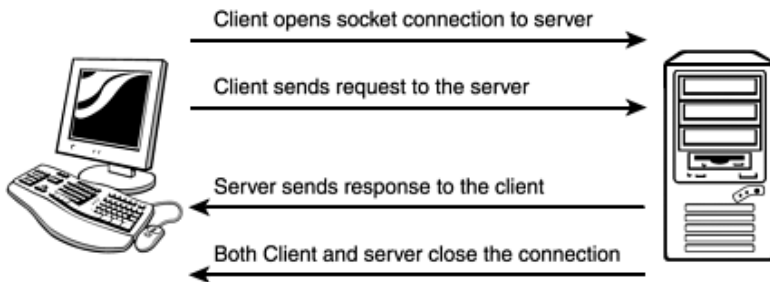 Client opens socket connection to server
Client sends request to the server
Server sends response to the client
Both Client and server close the connection